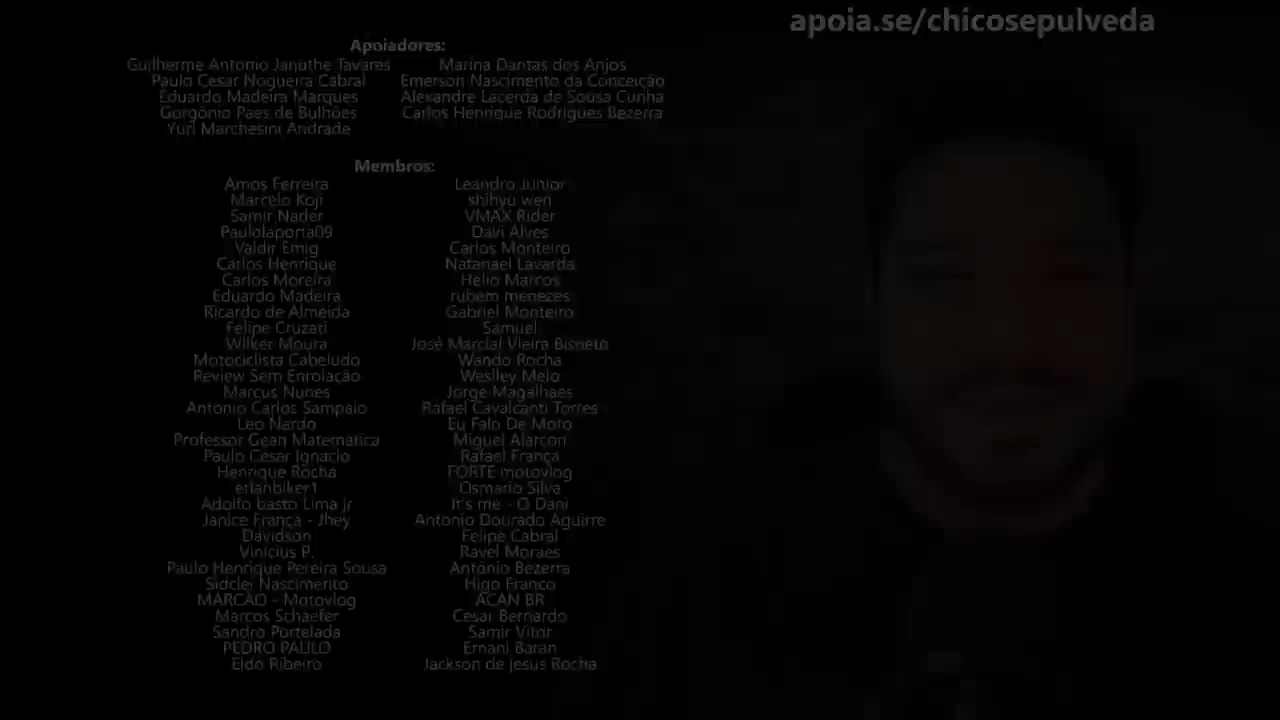 apoia.se/chicosepulveda
Apoiadores:
Guilherme Antonio Janothe Tavares
Paulo Cesar Nogueira Cabral
Eduardo Madeira Marques
Gorgônio Paes de Bulhões
Yuri Marchesini Andrade
Marina Dantas dos Anjos
Emerson Nascimento da Conceição
Alexandre Lacerda de Sousa Cunha
Carlos Henrique Rodrigues Bezerra
Membros:
Amos Ferreira
Marcelo Koji
Samir Nader
Paulolaporta09
Valdir Emig
Carlos Henrique
Carlos Moreira
Eduardo Madeira
Ricardo de Almeida
Felipe Cruzati
Wilker Moura
Motociclista Cabeludo
Review Sem Enrolação
Marcus Nunes
Antonio Carlos Sampaio
Leo Nardo
Professor Gean Matemática
Paulo Cesar Ignacio
Henrique Rocha
erlanbiker1
Adolfo basto Lima jr
Janice França - Jhey
Davidson
Vinicius P.
Paulo Henrique Pereira Sousa
Sidclei Nascimento
MARCÃO - Motovlog
Marcos Schaefer
Sandro Portelada
PEDRO PAULO
Eldo Ribeiro
Leandro Junior
shihyu wen
VMAX Rider
Davi Alves
Carlos Monteiro
Natanael Lavarda
Helio Marcos
rubem menezes
Gabriel Monteiro
Samuel
José Marcial Vieira Bisneto
Wando Rocha
Weslley Melo
Jorge Magalhaes
Rafael Cavalcanti Torres
Eu Falo De Moto
Miguel Alarcon
Rafael França
FORTE motovlog
Osmario Silva
It's me - O Dani
Antonio Dourado Aguirre
Felipe Cabral
Ravel Moraes
Antônio Bezerra
Higo Franco
ACAN BR
Cesar Bernardo
Samir Vitor
Ernani Baran
Jackson de Jesus Rocha